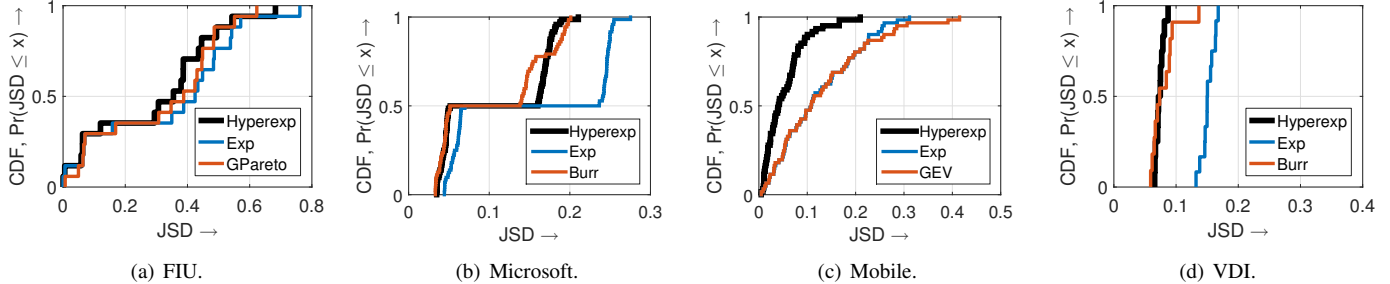 CDF, Pr(JSD ≤ x) →
1
0.5
0
0
0.2
0.4
0.6
0.8
JSD →
Hyperexp
Exp
GPareto
(a) FIU.
CDF, Pr(JSD ≤ x) →
1
0.5
0
0
0.1
0.2
0.3
JSD →
Hyperexp
Exp
Burr
(b) Microsoft.
CDF, Pr(JSD ≤ x) →
1
0.5
0
0
0.1
0.2
0.3
0.4
0.5
JSD →
Hyperexp
Exp
GEV
(c) Mobile.
CDF, Pr(JSD ≤ x) →
1
0.5
0
0
0.1
0.2
0.3
0.4
JSD →
Hyperexp
Exp
Burr
(d) VDI.